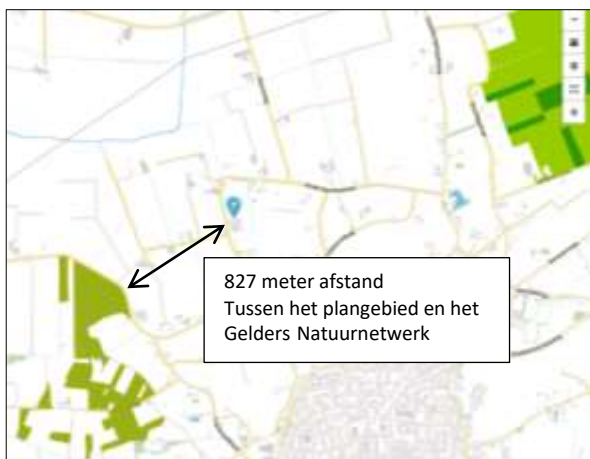 827 meter afstand
Tussen het plangebied en het
Gelders Natuurnetwerk